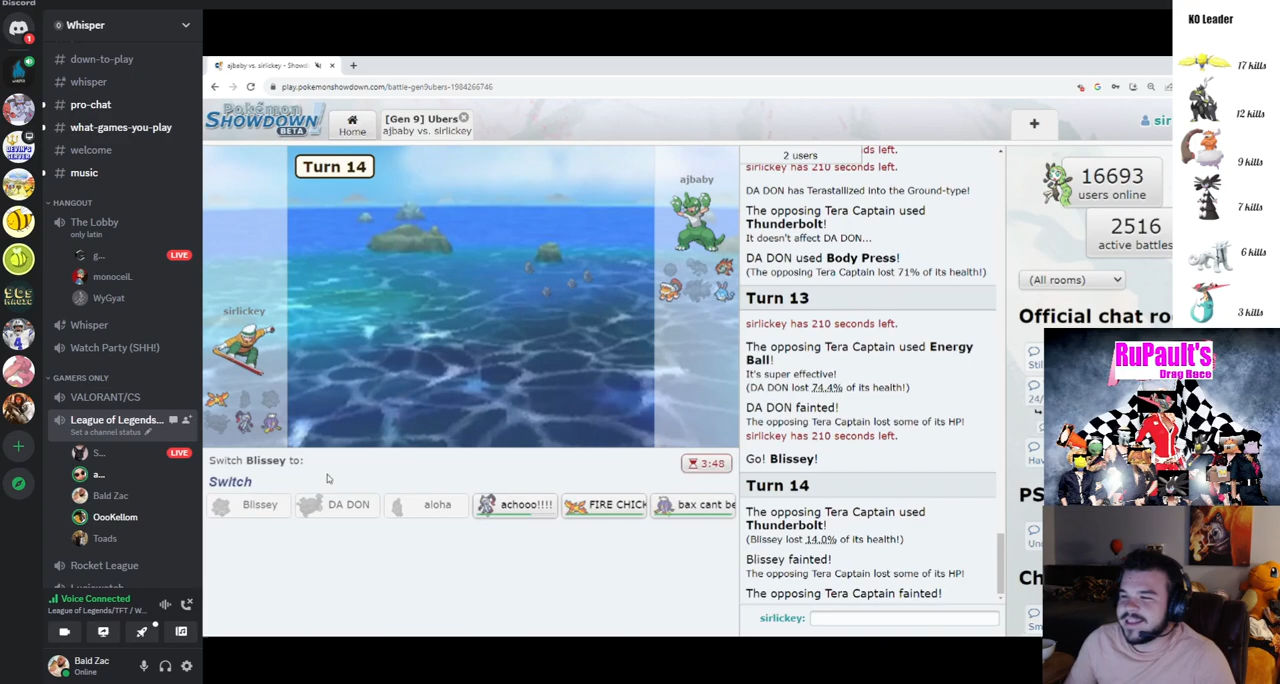 Discord
Whisper
# down-to-play
# whisper
# pro-chat
# what-games-you-play
# welcome
# music
HANGOUT
The Lobby
only latin
g...
LIVE
monoceiL
WyGyat
Whisper
Watch Party (SHH!)
GAMERS ONLY
VALORANT/CS
League of Legends...
Set a channel status
S...
LIVE
a...
Bald Zac
OooKellom
Toads
Rocket League
Voice Connected
League of Legends/TFT / W...
Bald Zac
Online
ajbaby vs. sirlickey - Showd
play.pokemonshowdown.com/battle-gen9ubers-1984266746
Pokémon
SHOWDOWN
BETA
Home
[Gen 9] Ubers
ajbaby vs. sirlickey
sir
Turn 14
ajbaby
sirlickey
Switch Blissey to:
3:48
Switch
Blissey
DA DON
aloha
achooo!!!!
FIRE CHICK
bax cant be
2 users
ds left.
sirlickey has 210 seconds left.
DA DON has Terastallized into the Ground-type!
The opposing Tera Captain used
Thunderbolt!
It doesn't affect DA DON...
DA DON used Body Press!
(The opposing Tera Captain lost 71% of its health!)
Turn 13
sirlickey has 210 seconds left.
The opposing Tera Captain used Energy
Ball!
It's super effective!
(DA DON lost 74.4% of its health!)
DA DON fainted!
The opposing Tera Captain lost some of its HP!
sirlickey has 210 seconds left.
Go! Blissey!
Turn 14
The opposing Tera Captain used
Thunderbolt!
(Blissey lost 14.0% of its health!)
Blissey fainted!
The opposing Tera Captain lost some of its HP!
The opposing Tera Captain fainted!
sirlickey:
16693
users online
2516
active battles
(All rooms)
Official chat ro
KO Leader
17 kills
12 kills
9 kills
7 kills
6 kills
3 kills
RuPault's
Drag Race